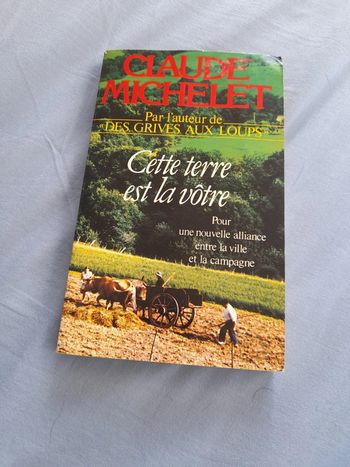 CLAUDE
MICHELET
Par l'auteur de
«DES GRIVES AUX LOUPS»
Cette terre
est la vôtre
Pour
une nouvelle alliance
entre la ville
et la campagne